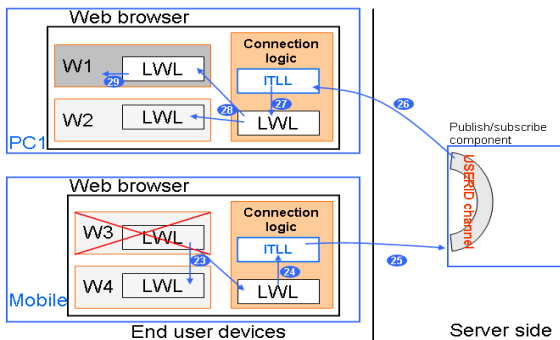 Web browser
W1
LWL
29
W2
LWL
28
Connection
logic
ITLL
27
LWL
PC1
26
Publish/subscribe
component
USERID channel
Web browser
W3
LWL
23
W4
LWL
Connection
logic
ITLL
24
LWL
25
Mobile
End user devices
Server side